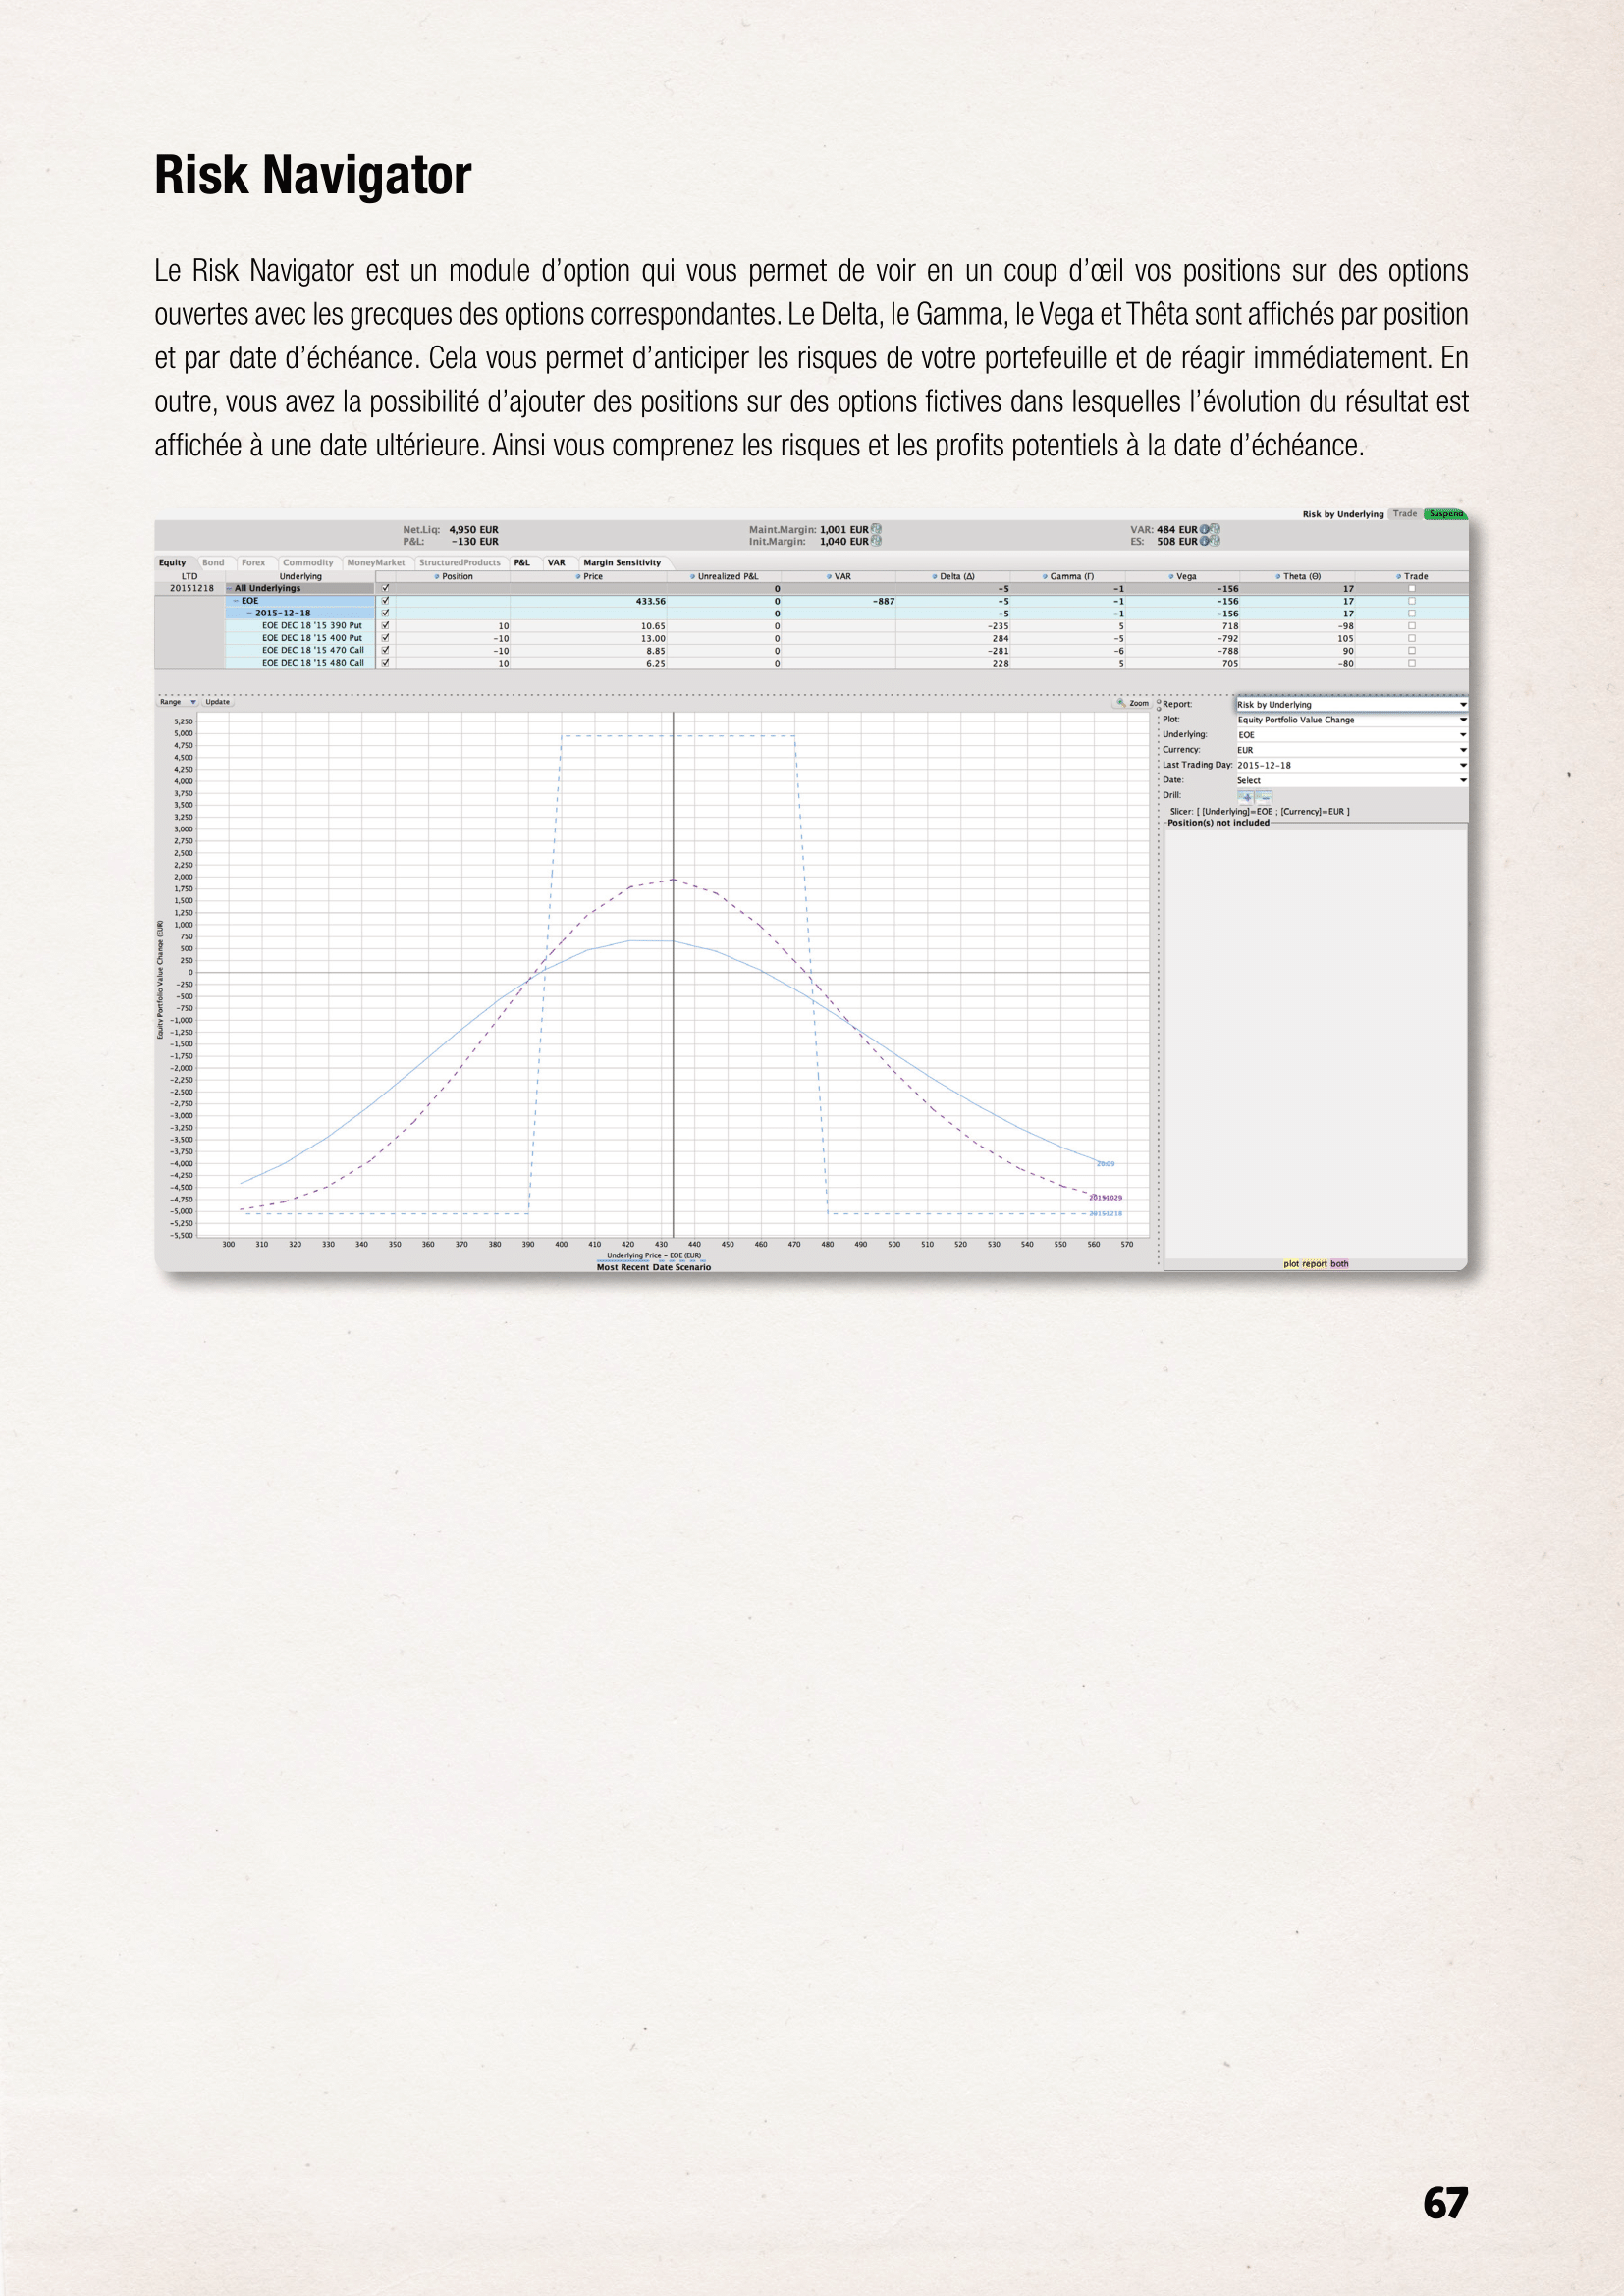 Risk Navigator
Le Risk Navigator est un module d’option qui vous permet de voir en un coup d’œil vos positions sur des options
ouvertes avec les grecques des options correspondantes. Le Delta, le Gamma, le Vega et Thêta sont affichés par position
et par date d’échéance. Cela vous permet d’anticiper les risques de votre portefeuille et de réagir immédiatement. En
outre, vous avez la possibilité d’ajouter des positions sur des options fictives dans lesquelles l’évolution du résultat est
affichée à une date ultérieure. Ainsi vous comprenez les risques et les profits potentiels à la date d’échéance.
Risk by Underlying Trade Suspend
Net.Liq: 4,950 EUR Maint.Margin: 1,001 EUR VAR: 484 EUR
P&L: -130 EUR Init.Margin: 1,040 EUR ES: 508 EUR
Equity Bond Forex Commodity MoneyMarket StructuredProducts P&L VAR Margin Sensitivity
LTD Underlying Position Price Unrealized P&L VAR Delta (Δ) Gamma (Γ) Vega Theta (Θ) Trade
20151218 − All Underlyings 0 -5 -1 -156 17
− EOE 433.56 0 -887 -5 -1 -156 17
− 2015-12-18 0 -5 -1 -156 17
EOE DEC 18 '15 390 Put 10 10.65 0 -235 5 718 -98
EOE DEC 18 '15 400 Put -10 13.00 0 284 -5 -792 105
EOE DEC 18 '15 470 Call -10 8.85 0 -281 -6 -788 90
EOE DEC 18 '15 480 Call 10 6.25 0 228 5 705 -80
Range Update Zoom
Equity Portfolio Value Change (EUR)
5,250
5,000
4,750
4,500
4,250
4,000
3,750
3,500
3,250
3,000
2,750
2,500
2,250
2,000
1,750
1,500
1,250
1,000
750
500
250
0
-250
-500
-750
-1,000
-1,250
-1,500
-1,750
-2,000
-2,250
-2,500
-2,750
-3,000
-3,250
-3,500
-3,750
-4,000
-4,250
-4,500
-4,750
-5,000
-5,250
-5,500
20:09
20151029
20151218
300 310 320 330 340 350 360 370 380 390 400 410 420 430 440 450 460 470 480 490 500 510 520 530 540 550 560 570
Underlying Price - EOE (EUR)
Most Recent Date Scenario
Report: Risk by Underlying
Plot: Equity Portfolio Value Change
Underlying: EOE
Currency: EUR
Last Trading Day: 2015-12-18
Date: Select
Drill: + −
Slicer: [ [Underlying]=EOE ; [Currency]=EUR ]
Position(s) not included
plot report both
67